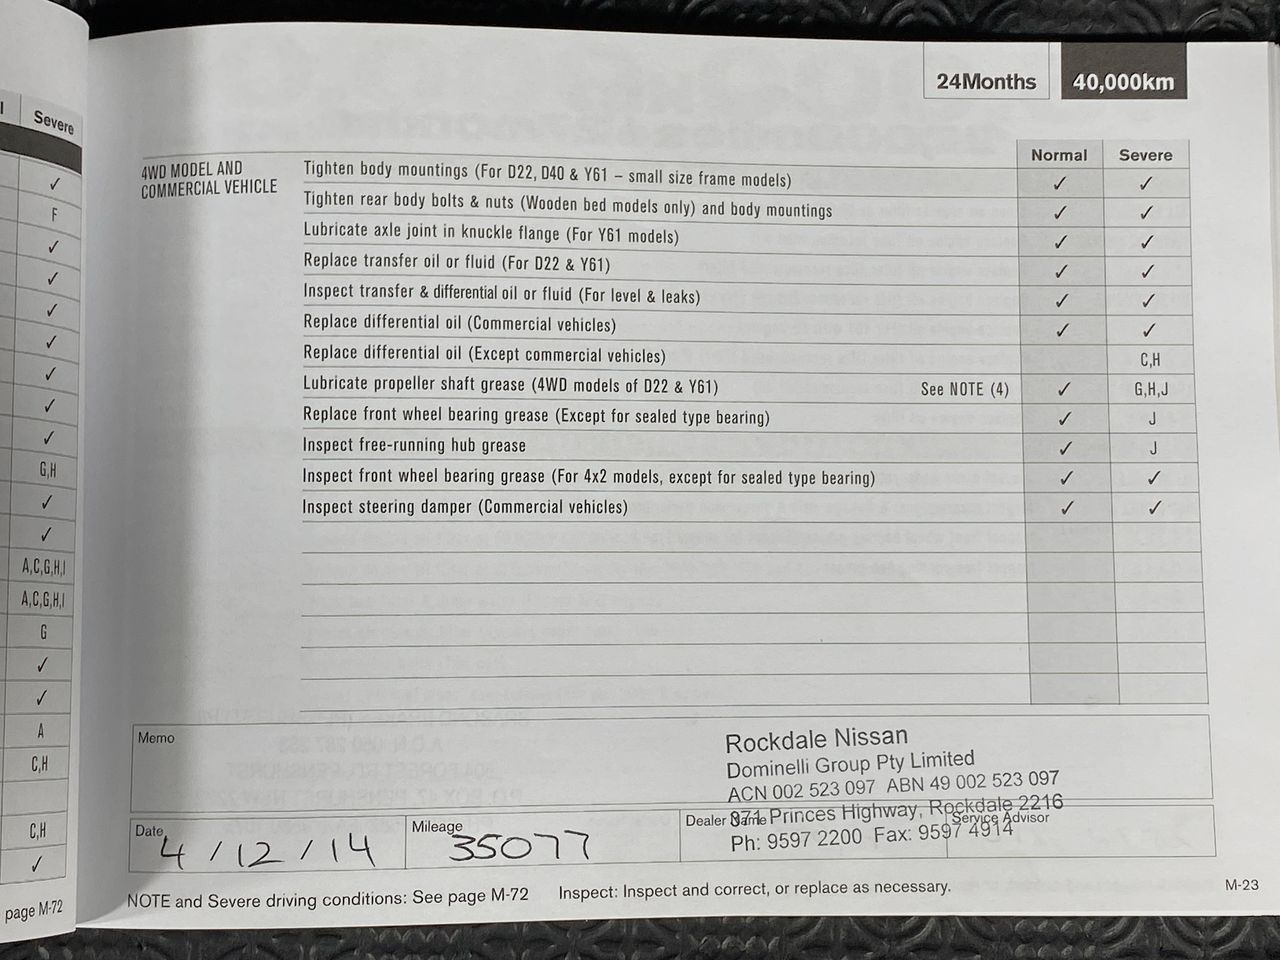 l Severe
✓
F
✓
✓
✓
✓
✓
✓
✓
G,H
✓
✓
A,C,G,H,I
A,C,G,H,I
G
✓
✓
A
C,H
C,H
✓
page M-72
24Months 40,000km
Normal Severe
4WD MODEL AND
COMMERCIAL VEHICLE
Tighten body mountings (For D22, D40 & Y61 – small size frame models) ✓ ✓
Tighten rear body bolts & nuts (Wooden bed models only) and body mountings ✓ ✓
Lubricate axle joint in knuckle flange (For Y61 models) ✓ ✓
Replace transfer oil or fluid (For D22 & Y61) ✓ ✓
Inspect transfer & differential oil or fluid (For level & leaks) ✓ ✓
Replace differential oil (Commercial vehicles) ✓ ✓
Replace differential oil (Except commercial vehicles) C,H
Lubricate propeller shaft grease (4WD models of D22 & Y61) See NOTE (4) ✓ G,H,J
Replace front wheel bearing grease (Except for sealed type bearing) ✓ J
Inspect free-running hub grease ✓ J
Inspect front wheel bearing grease (For 4x2 models, except for sealed type bearing) ✓ ✓
Inspect steering damper (Commercial vehicles) ✓ ✓
Memo
Rockdale Nissan
Dominelli Group Pty Limited
ACN 002 523 097 ABN 49 002 523 097
371 Princes Highway, Rockdale 2216
Ph: 9597 2200 Fax: 9597 4914
Date 4/12/14
Mileage 35077
Dealer Name
Service Advisor
NOTE and Severe driving conditions: See page M-72 Inspect: Inspect and correct, or replace as necessary.
M-23